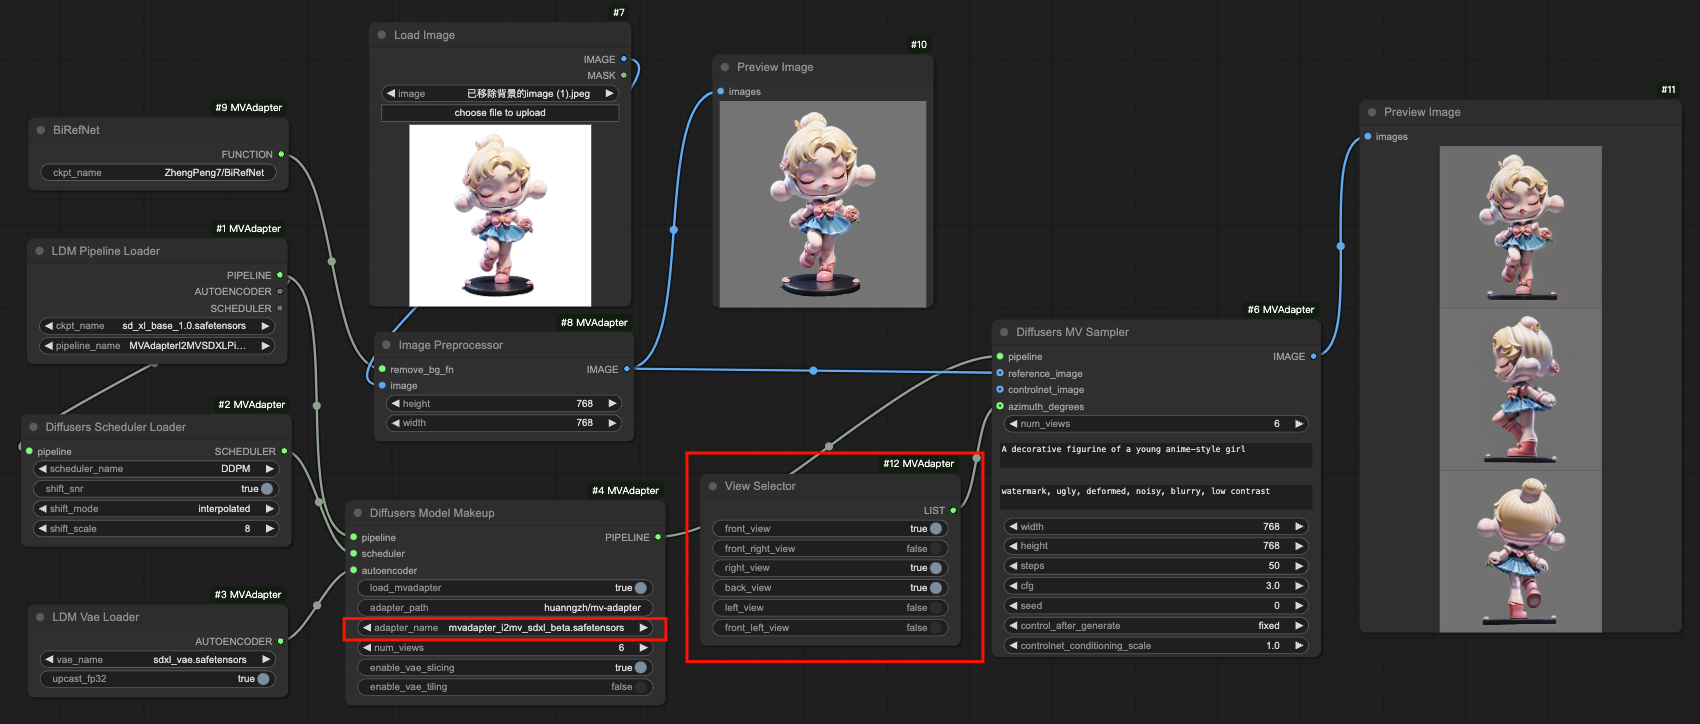 #7
Load Image
IMAGE
MASK
image 已移除背景的image (1).jpeg
choose file to upload
#10
Preview Image
images
#11
Preview Image
images
#9 MVAdapter
BiRefNet
FUNCTION
ckpt_name ZhengPeng7/BiRefNet
#1 MVAdapter
LDM Pipeline Loader
PIPELINE
AUTOENCODER
SCHEDULER
ckpt_name sd_xl_base_1.0.safetensors
pipeline_name MVAdapterI2MVSDXLPi...
#8 MVAdapter
Image Preprocessor
remove_bg_fn IMAGE
image
height 768
width 768
#2 MVAdapter
Diffusers Scheduler Loader
pipeline SCHEDULER
scheduler_name DDPM
shift_snr true
shift_mode interpolated
shift_scale 8
#3 MVAdapter
LDM Vae Loader
AUTOENCODER
vae_name sdxl_vae.safetensors
upcast_fp32 true
#4 MVAdapter
Diffusers Model Makeup
pipeline PIPELINE
scheduler
autoencoder
load_mvadapter true
adapter_path huanngzh/mv-adapter
adapter_name mvadapter_i2mv_sdxl_beta.safetensors
num_views 6
enable_vae_slicing true
enable_vae_tiling false
#12 MVAdapter
View Selector
LIST
front_view true
front_right_view false
right_view true
back_view true
left_view false
front_left_view false
#6 MVAdapter
Diffusers MV Sampler
pipeline IMAGE
reference_image
controlnet_image
azimuth_degrees
num_views 6
A decorative figurine of a young anime-style girl
watermark, ugly, deformed, noisy, blurry, low contrast
width 768
height 768
steps 50
cfg 3.0
seed 0
control_after_generate fixed
controlnet_conditioning_scale 1.0